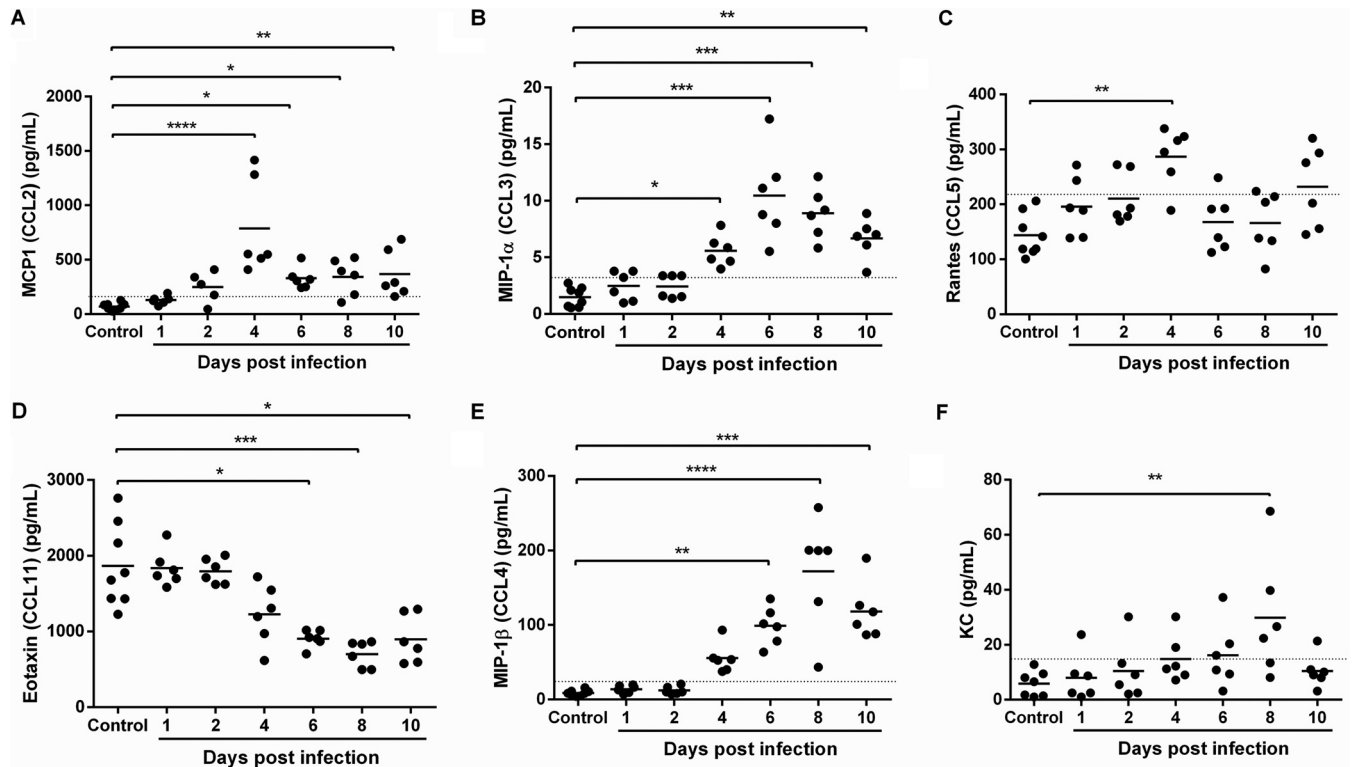 A
**
*
*
****
MCP1 (CCL2) (pg/mL)
2000
1500
1000
500
0
Control 1 2 4 6 8 10
Days post infection
B
**
***
***
*
MIP-1α (CCL3) (pg/mL)
20
15
10
5
0
Control 1 2 4 6 8 10
Days post infection
C
**
Rantes (CCL5) (pg/mL)
400
300
200
100
0
Control 1 2 4 6 8 10
Days post infection
D
*
***
*
Eotaxin (CCL11) (pg/mL)
3000
2000
1000
0
Control 1 2 4 6 8 10
Days post infection
E
***
****
**
MIP-1β (CCL4) (pg/mL)
300
200
100
0
Control 1 2 4 6 8 10
Days post infection
F
**
KC (pg/mL)
80
60
40
20
0
Control 1 2 4 6 8 10
Days post infection